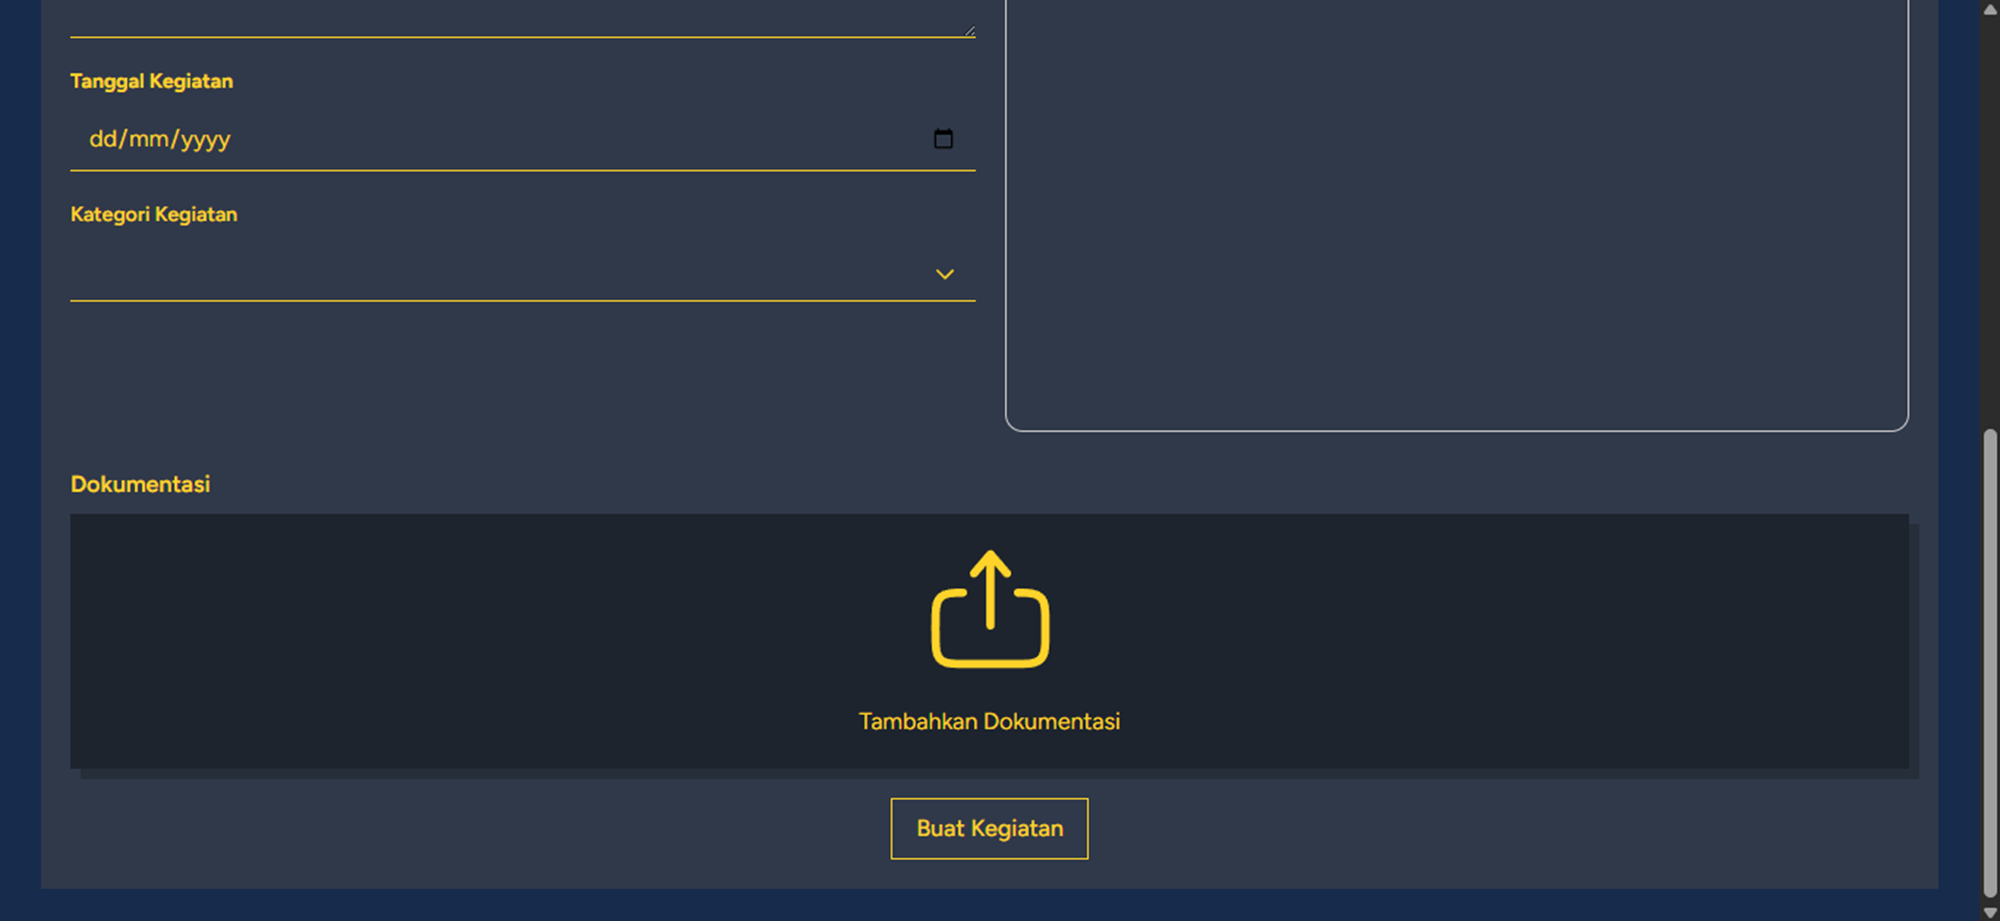 Tanggal Kegiatan
dd/mm/yyyy
Kategori Kegiatan
Dokumentasi
Tambahkan Dokumentasi
Buat Kegiatan